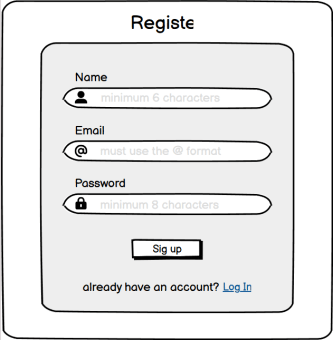 Registe
Name
minimum 6 characters
Email
@ must use the @ format
Password
minimum 8 characters
Sig up
already have an account? Log In